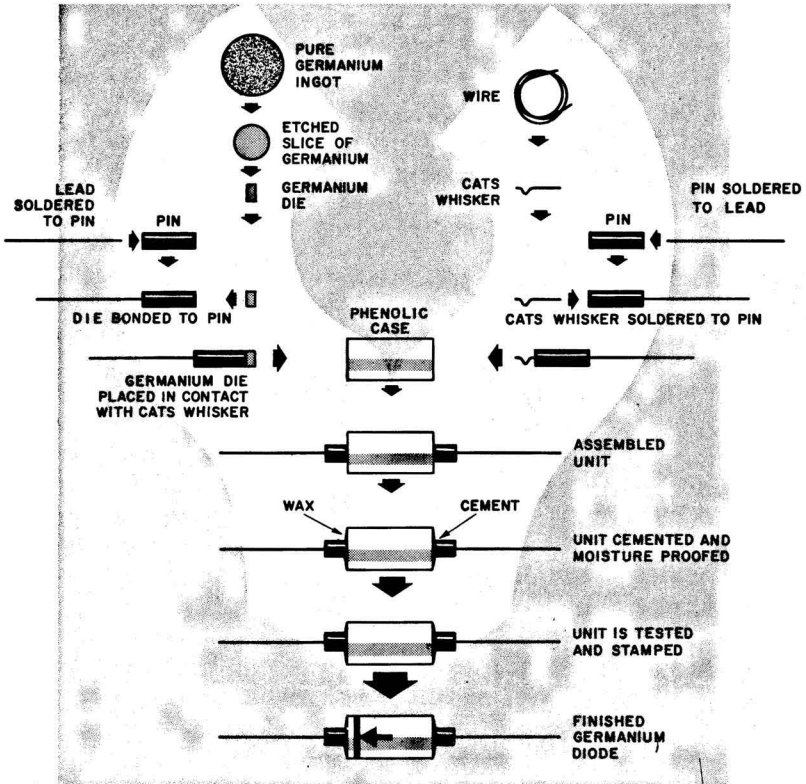 PURE
GERMANIUM
INGOT
WIRE
ETCHED
SLICE OF
GERMANIUM
LEAD
SOLDERED
TO PIN
PIN
GERMANIUM
DIE
CATS
WHISKER
PIN
PIN SOLDERED
TO LEAD
DIE BONDED TO PIN
PHENOLIC
CASE
CATS WHISKER SOLDERED TO PIN
GERMANIUM DIE
PLACED IN CONTACT
WITH CATS WHISKER
ASSEMBLED
UNIT
WAX
CEMENT
UNIT CEMENTED AND
MOISTURE PROOFED
UNIT IS TESTED
AND STAMPED
FINISHED
GERMANIUM
DIODE